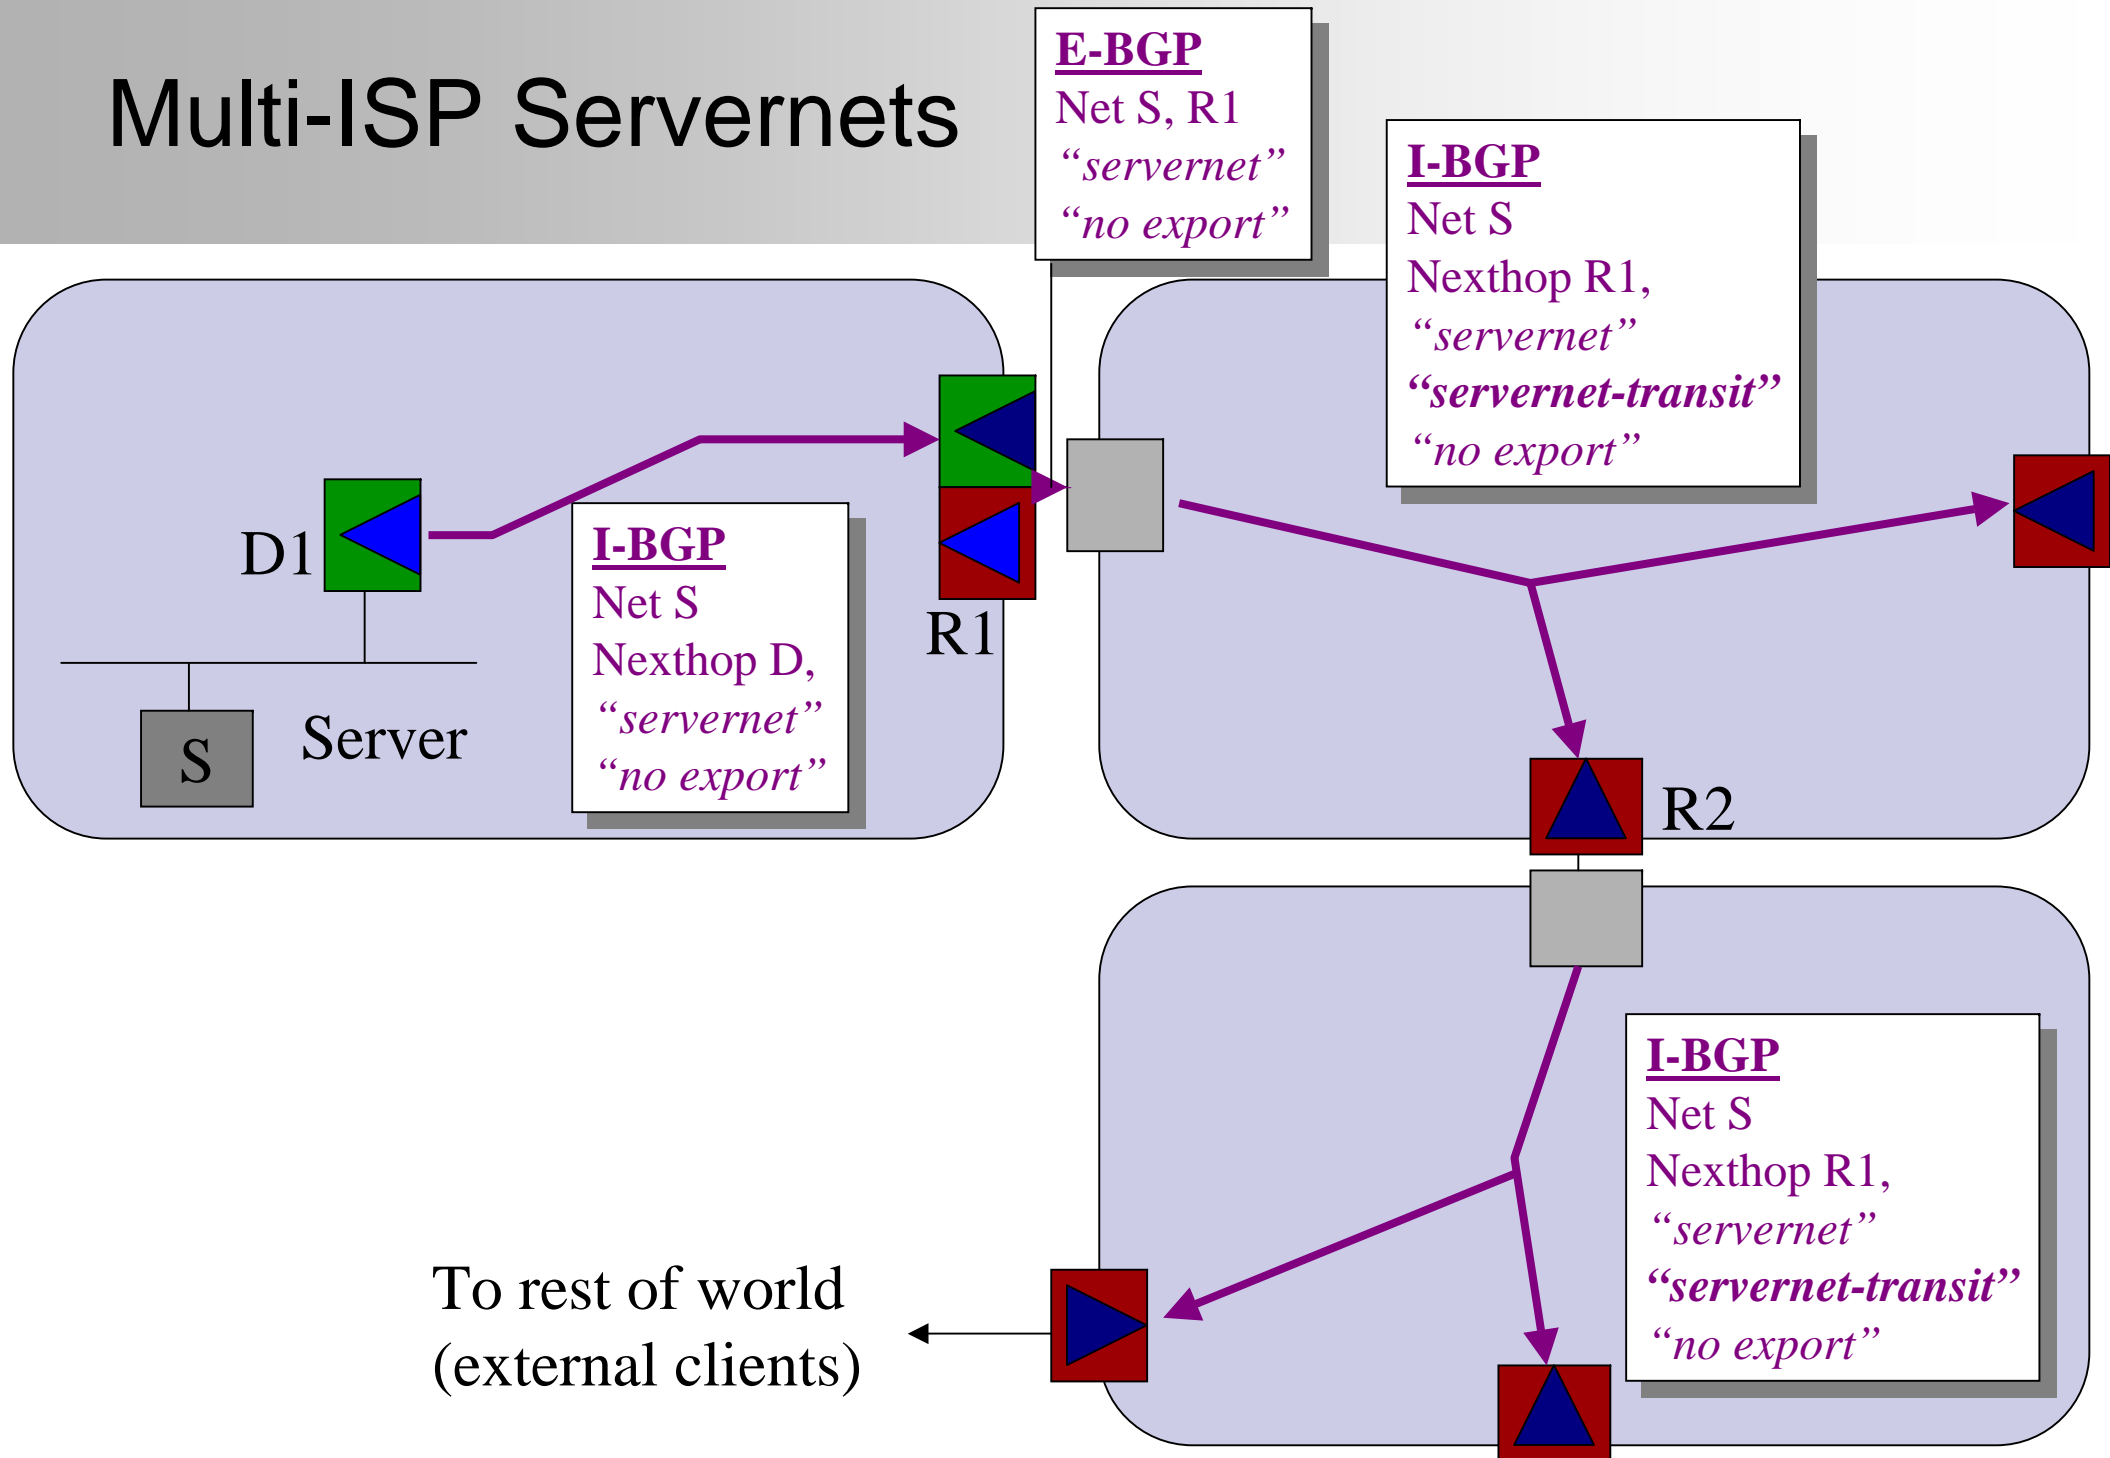 Multi-ISP Servernets
E-BGP
Net S, R1
“servernet”
“no export”
I-BGP
Net S
Nexthop R1,
“servernet”
“servernet-transit”
“no export”
D1
I-BGP
Net S
Nexthop D,
“servernet”
“no export”
R1
S
Server
R2
I-BGP
Net S
Nexthop R1,
“servernet”
“servernet-transit”
“no export”
To rest of world
(external clients)